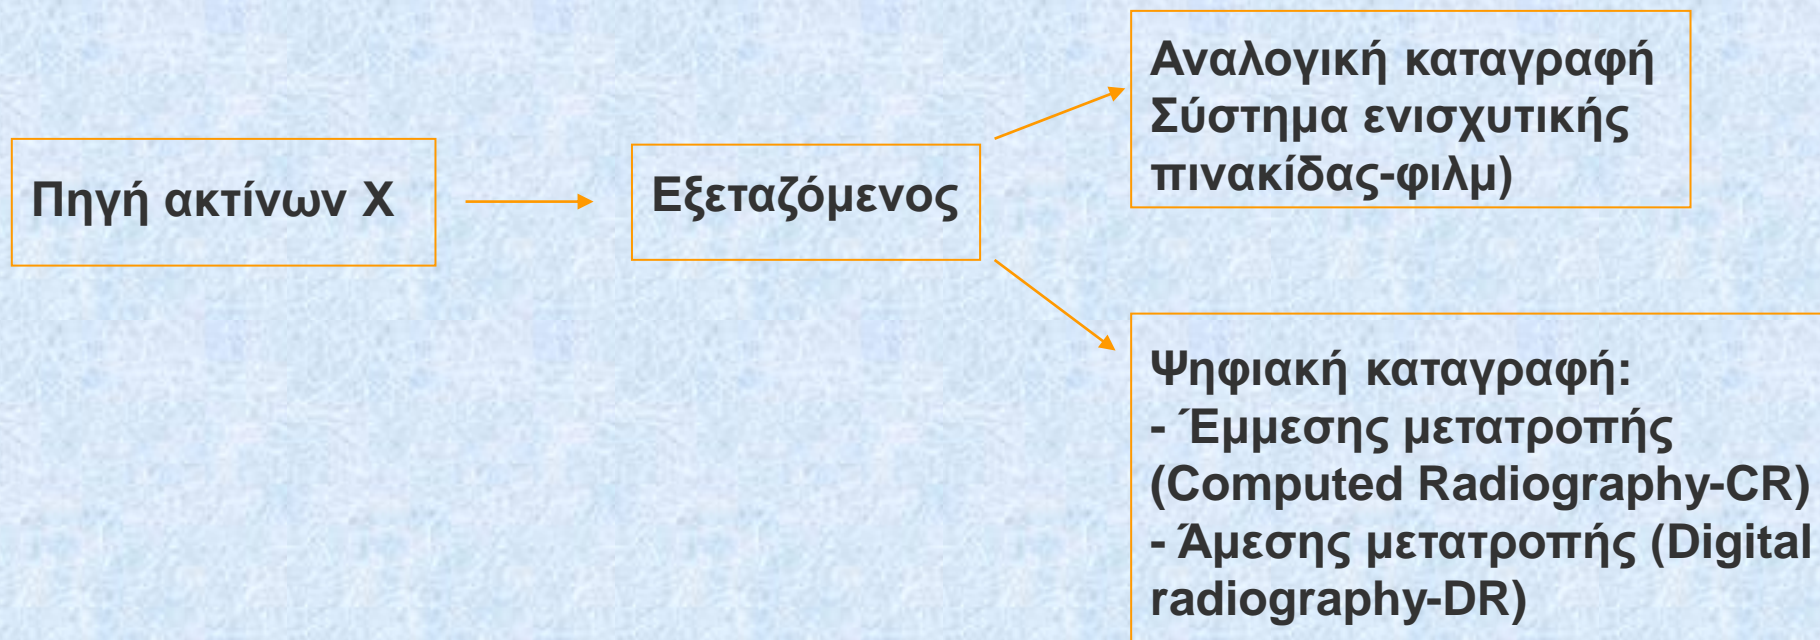 Πηγή ακτίνων Χ
Εξεταζόμενος
Αναλογική καταγραφή
Σύστημα ενισχυτικής
πινακίδας-φιλμ)
Ψηφιακή καταγραφή:
- Έμμεσης μετατροπής
(Computed Radiography-CR)
- Άμεσης μετατροπής (Digital
radiography-DR)